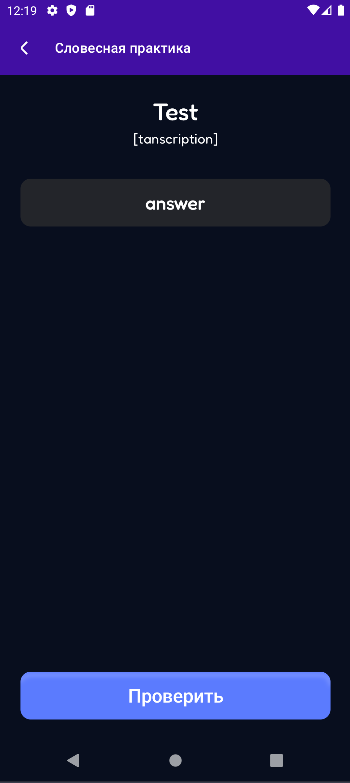 12:19
Словесная практика
Test
[tanscription]
answer
Проверить